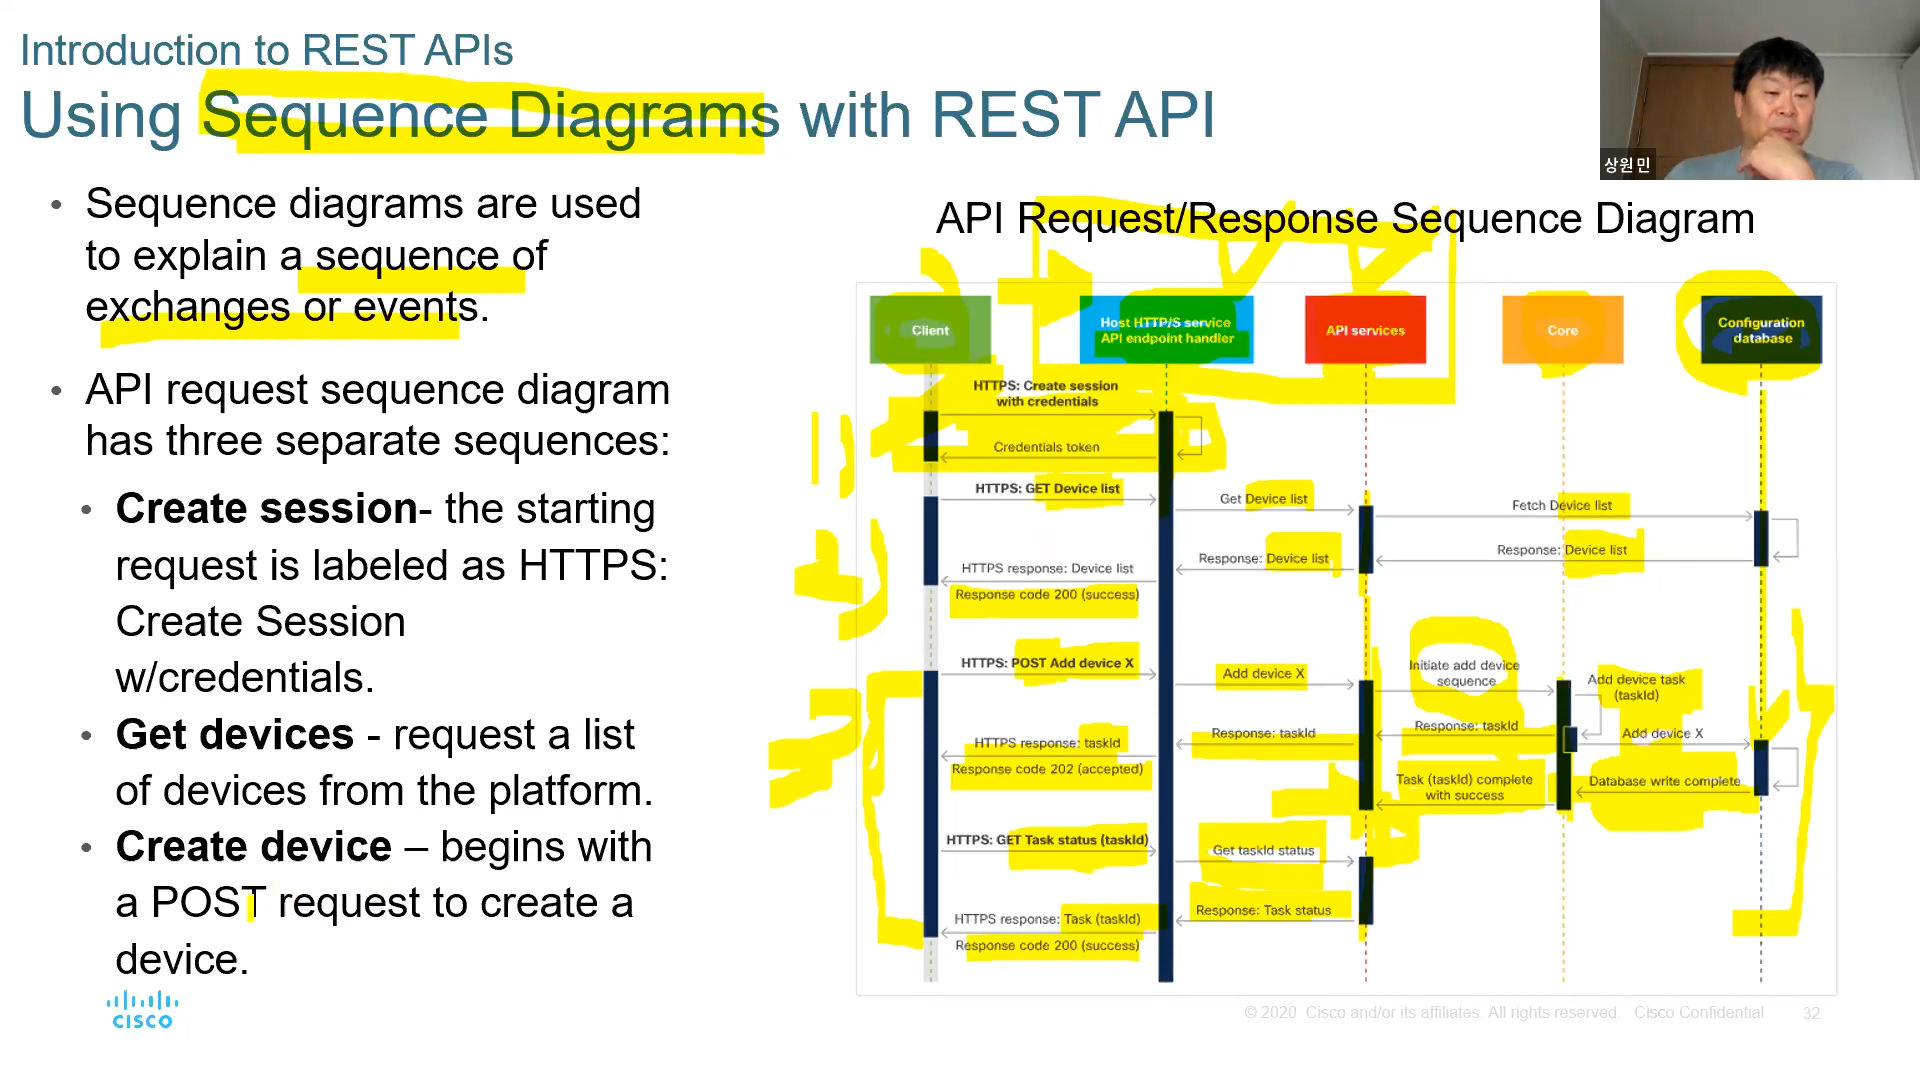 Introduction to REST APIs
Using Sequence Diagrams with REST API
상원 민
• Sequence diagrams are used
to explain a sequence of
exchanges or events.
• API request sequence diagram
has three separate sequences:
• Create session- the starting
request is labeled as HTTPS:
Create Session
w/credentials.
• Get devices - request a list
of devices from the platform.
• Create device – begins with
a POST request to create a
device.
API Request/Response Sequence Diagram
Client
Host HTTP/S service
API endpoint handler
API services
Core
Configuration
database
HTTPS: Create session
with credentials
Credentials token
HTTPS: GET Device list
Get Device list
Fetch Device list
Response: Device list
Response: Device list
HTTPS response: Device list
Response code 200 (success)
HTTPS: POST Add device X
Add device X
Initiate add device
sequence
Add device task
(taskId)
Response: taskId
Add device X
Response: taskId
HTTPS response: taskId
Response code 202 (accepted)
Task (taskId) complete
with success
Database write complete
HTTPS: GET Task status (taskId)
Get taskId status
Response: Task status
HTTPS response: Task (taskId)
Response code 200 (success)
CISCO
© 2020 Cisco and/or its affiliates. All rights reserved. Cisco Confidential
32